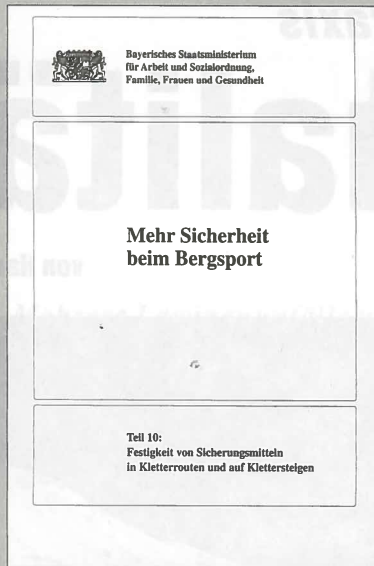 Bayerisches Staatsministerium
für Arbeit und Sozialordnung,
Familie, Frauen und Gesundheit
Mehr Sicherheit
beim Bergsport
Teil 10:
Festigkeit von Sicherungsmitteln
in Kletterrouten und auf Klettersteigen